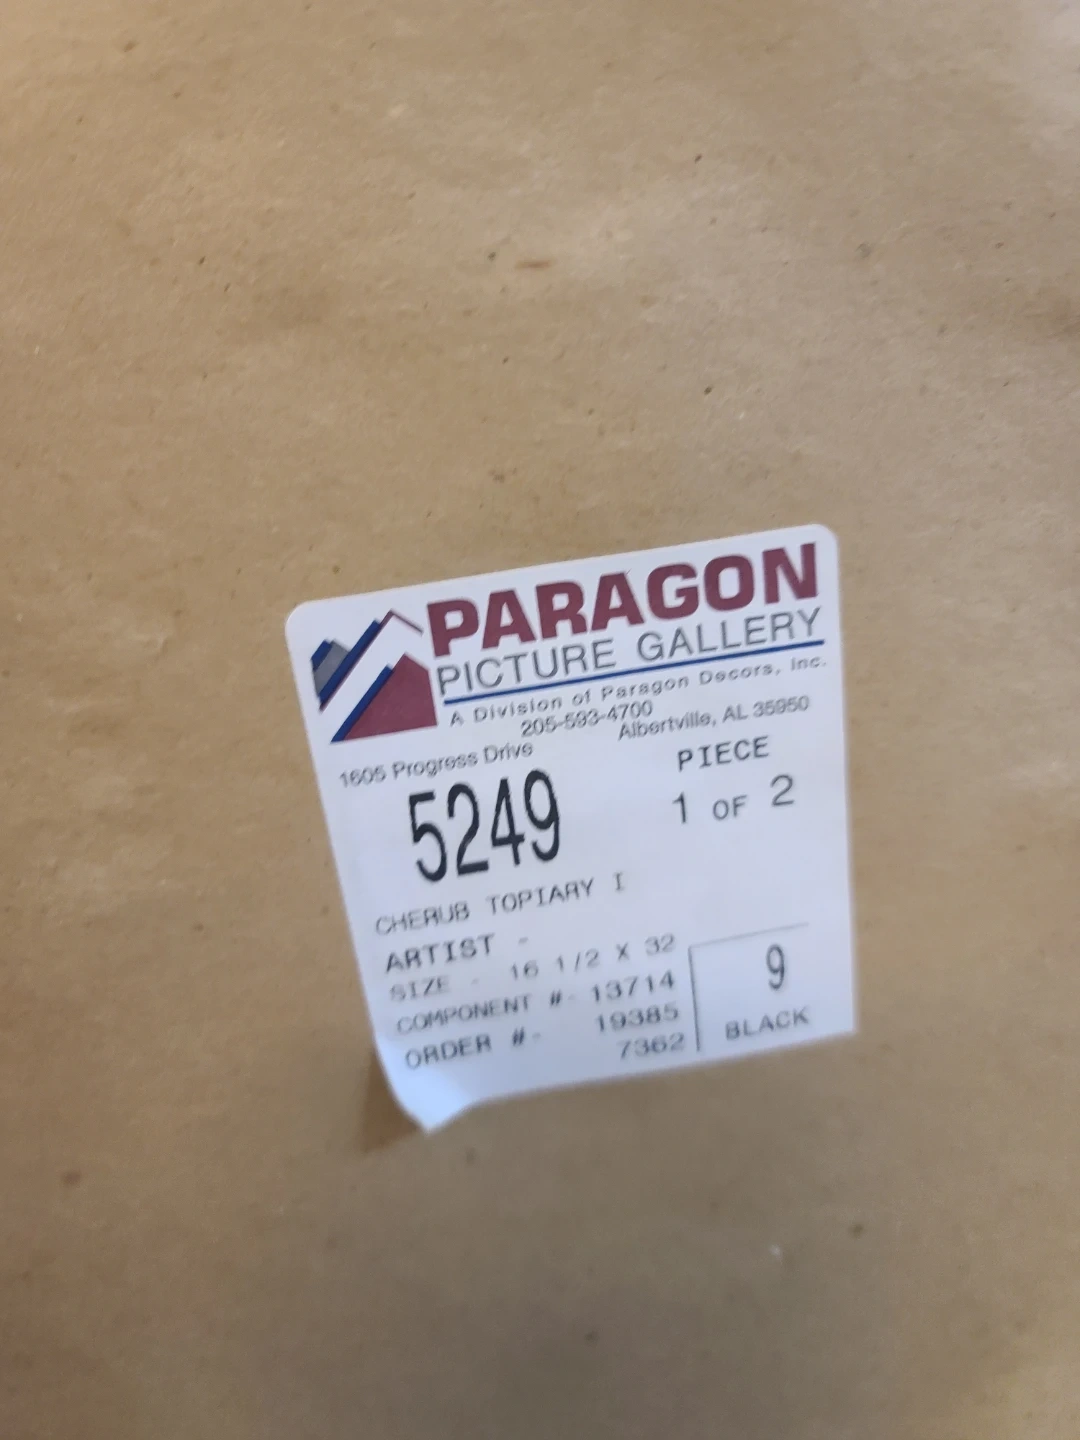 PARAGON
PICTURE GALLERY
A Division of Paragon Decors, Inc.
205-593-4700
1605 Progress Drive Albertville, AL 35950
5249
PIECE
1 OF 2
CHERUB TOPIARY I
ARTIST -
SIZE - 16 1/2 X 32
COMPONENT #- 13714
ORDER #- 19385
7362
9
BLACK